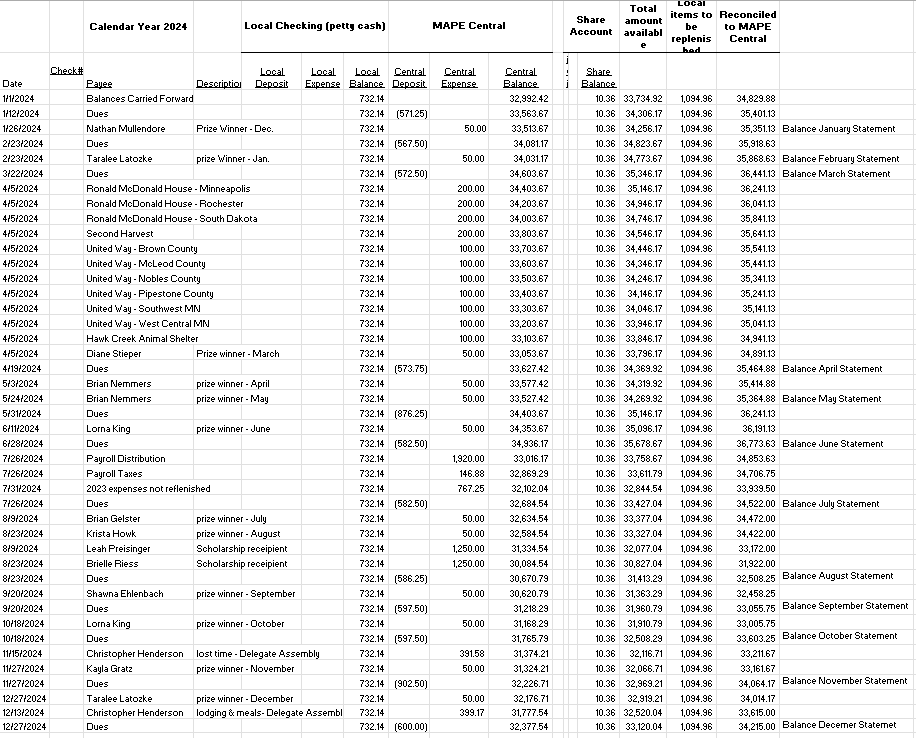 Calendar Year 2024 Local Checking (petty cash) MAPE Central Share Account Total amount availabl e Local items to be replenis hed Reconciled to MAPE Central
Date Check# Payee Description Local Deposit Local Expense Local Balance Central Deposit Central Expense Central Balance Share Balance
1/1/2024 Balances Carried Forward 732.14 32,992.42 10.36 33,734.92 1,094.96 34,829.88
1/12/2024 Dues 732.14 (571.25) 33,563.67 10.36 34,306.17 1,094.96 35,401.13
1/26/2024 Nathan Mullendore Prize Winner - Dec. 732.14 50.00 33,513.67 10.36 34,256.17 1,094.96 35,351.13 Balance January Statement
2/23/2024 Dues 732.14 (567.50) 34,081.17 10.36 34,823.67 1,094.96 35,918.63
2/23/2024 Taralee Latozke prize Winner - Jan. 732.14 50.00 34,031.17 10.36 34,773.67 1,094.96 35,868.63 Balance February Statement
3/22/2024 Dues 732.14 (572.50) 34,603.67 10.36 35,346.17 1,094.96 36,441.13 Balance March Statement
4/5/2024 Ronald McDonald House - Minneapolis 732.14 200.00 34,403.67 10.36 35,146.17 1,094.96 36,241.13
4/5/2024 Ronald McDonald House - Rochester 732.14 200.00 34,203.67 10.36 34,946.17 1,094.96 36,041.13
4/5/2024 Ronald McDonald House - South Dakota 732.14 200.00 34,003.67 10.36 34,746.17 1,094.96 35,841.13
4/5/2024 Second Harvest 732.14 200.00 33,803.67 10.36 34,546.17 1,094.96 35,641.13
4/5/2024 United Way - Brown County 732.14 100.00 33,703.67 10.36 34,446.17 1,094.96 35,541.13
4/5/2024 United Way - McLeod County 732.14 100.00 33,603.67 10.36 34,346.17 1,094.96 35,441.13
4/5/2024 United Way - Nobles County 732.14 100.00 33,503.67 10.36 34,246.17 1,094.96 35,341.13
4/5/2024 United Way - Pipestone County 732.14 100.00 33,403.67 10.36 34,146.17 1,094.96 35,241.13
4/5/2024 United Way - Southwest MN 732.14 100.00 33,303.67 10.36 34,046.17 1,094.96 35,141.13
4/5/2024 United Way - West Central MN 732.14 100.00 33,203.67 10.36 33,946.17 1,094.96 35,041.13
4/5/2024 Hawk Creek Animal Shelter 732.14 100.00 33,103.67 10.36 33,846.17 1,094.96 34,941.13
4/5/2024 Diane Stieper Prize winner - March 732.14 50.00 33,053.67 10.36 33,796.17 1,094.96 34,891.13
4/19/2024 Dues 732.14 (573.75) 33,627.42 10.36 34,369.92 1,094.96 35,464.88 Balance April Statement
5/3/2024 Brian Nemmers prize winner - April 732.14 50.00 33,577.42 10.36 34,319.92 1,094.96 35,414.88
5/24/2024 Brian Nemmers prize winner - May 732.14 50.00 33,527.42 10.36 34,269.92 1,094.96 35,364.88 Balance May Statement
5/31/2024 Dues 732.14 (876.25) 34,403.67 10.36 35,146.17 1,094.96 36,241.13
6/11/2024 Lorna King prize winner - June 732.14 50.00 34,353.67 10.36 35,096.17 1,094.96 36,191.13
6/28/2024 Dues 732.14 (582.50) 34,936.17 10.36 35,678.67 1,094.96 36,773.63 Balance June Statement
7/26/2024 Payroll Distribution 732.14 1,920.00 33,016.17 10.36 33,758.67 1,094.96 34,853.63
7/26/2024 Payroll Taxes 732.14 146.88 32,869.29 10.36 33,611.79 1,094.96 34,706.75
7/31/2024 2023 expenses not reflenished 732.14 767.25 32,102.04 10.36 32,844.54 1,094.96 33,939.50
7/26/2024 Dues 732.14 (582.50) 32,684.54 10.36 33,427.04 1,094.96 34,522.00 Balance July Statement
8/9/2024 Brian Gelster prize winner - July 732.14 50.00 32,634.54 10.36 33,377.04 1,094.96 34,472.00
8/23/2024 Krista Howk prize winner - August 732.14 50.00 32,584.54 10.36 33,327.04 1,094.96 34,422.00
8/9/2024 Leah Preisinger Scholarship receipient 732.14 1,250.00 31,334.54 10.36 32,077.04 1,094.96 33,172.00
8/23/2024 Brielle Riess Scholarship receipient 732.14 1,250.00 30,084.54 10.36 30,827.04 1,094.96 31,922.00
8/23/2024 Dues 732.14 (586.25) 30,670.79 10.36 31,413.29 1,094.96 32,508.25 Balance August Statement
9/20/2024 Shawna Ehlenbach prize winner - September 732.14 50.00 30,620.79 10.36 31,363.29 1,094.96 32,458.25
9/20/2024 Dues 732.14 (597.50) 31,218.29 10.36 31,960.79 1,094.96 33,055.75 Balance September Statement
10/18/2024 Lorna King prize winner - October 732.14 50.00 31,168.29 10.36 31,910.79 1,094.96 33,005.75
10/18/2024 Dues 732.14 (597.50) 31,765.79 10.36 32,508.29 1,094.96 33,603.25 Balance October Statement
11/15/2024 Christopher Henderson lost time - Delegate Assembly 732.14 391.58 31,374.21 10.36 32,116.71 1,094.96 33,211.67
11/27/2024 Kayla Gratz prize winner - November 732.14 50.00 31,324.21 10.36 32,066.71 1,094.96 33,161.67
11/27/2024 Dues 732.14 (902.50) 32,226.71 10.36 32,969.21 1,094.96 34,064.17 Balance November Statement
12/27/2024 Taralee Latozke prize winner - December 732.14 50.00 32,176.71 10.36 32,919.21 1,094.96 34,014.17
12/13/2024 Christopher Henderson lodging & meals- Delegate Assembl 732.14 399.17 31,777.54 10.36 32,520.04 1,094.96 33,615.00
12/27/2024 Dues 732.14 (600.00) 32,377.54 10.36 33,120.04 1,094.96 34,215.00 Balance Decemer Statemet